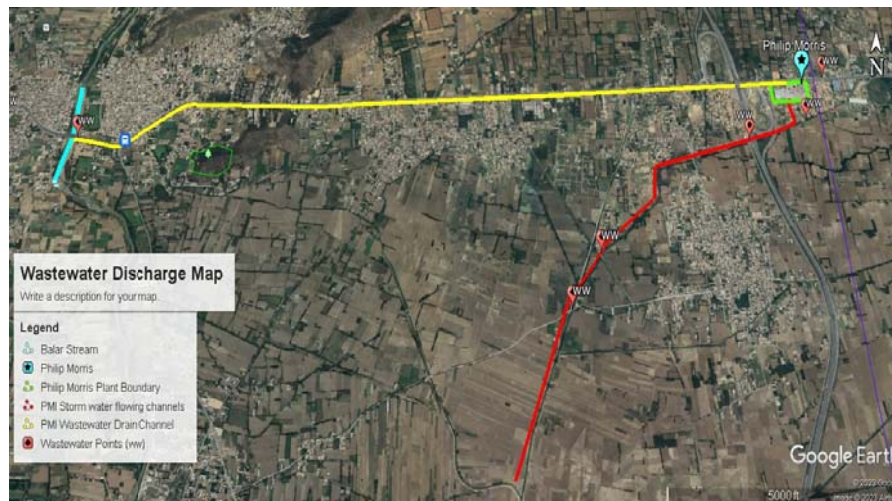 Philip Morris
WW
N
WW
WW
WW
WW
WW
Wastewater Discharge Map
Write a description for your map.
Legend
Balar Stream
Philip Morris
Philip Morris Plant Boundary
PMI Storm water flowing channels
PMI Wastewater Drain Channel
Wastewater Points (ww)
Google Earth
5000 ft